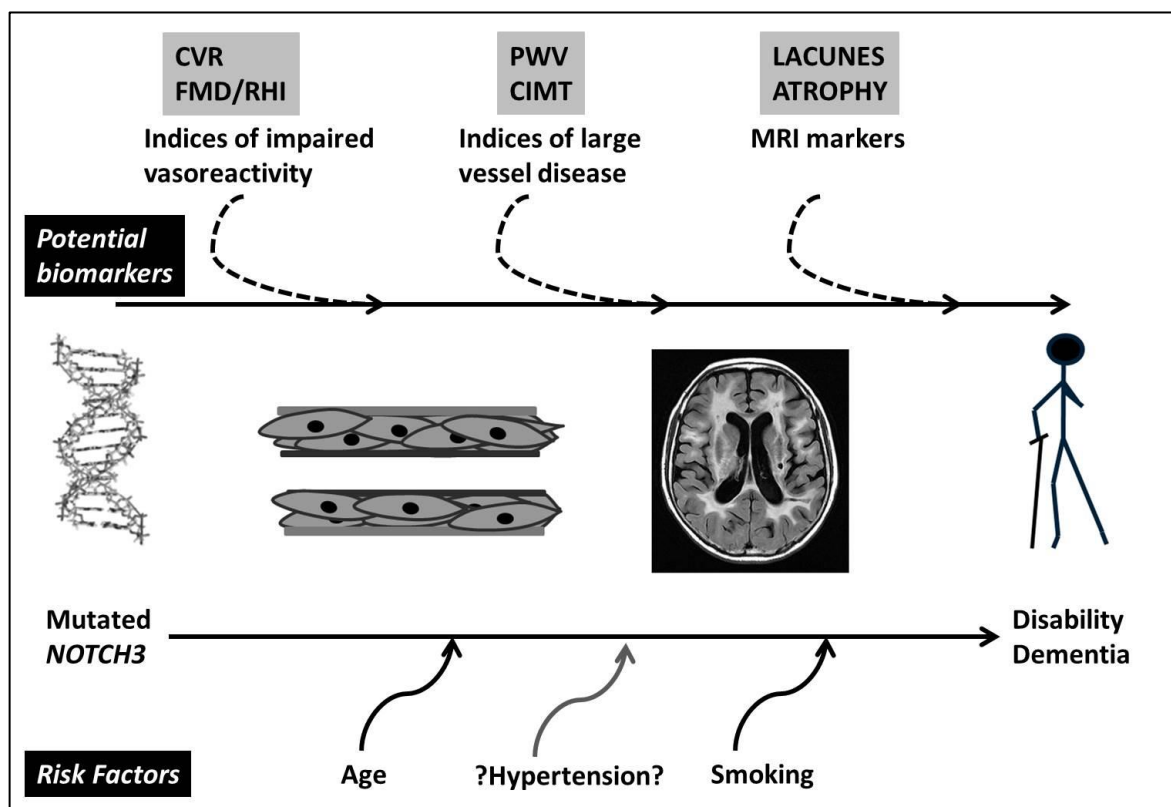 CVR
FMD/RHI
Indices of impaired
vasoreactivity
PWV
CIMT
Indices of large
vessel disease
LACUNES
ATROPHY
MRI markers
Potential
biomarkers
Mutated
NOTCH3
Disability
Dementia
Risk Factors
Age
?Hypertension?
Smoking